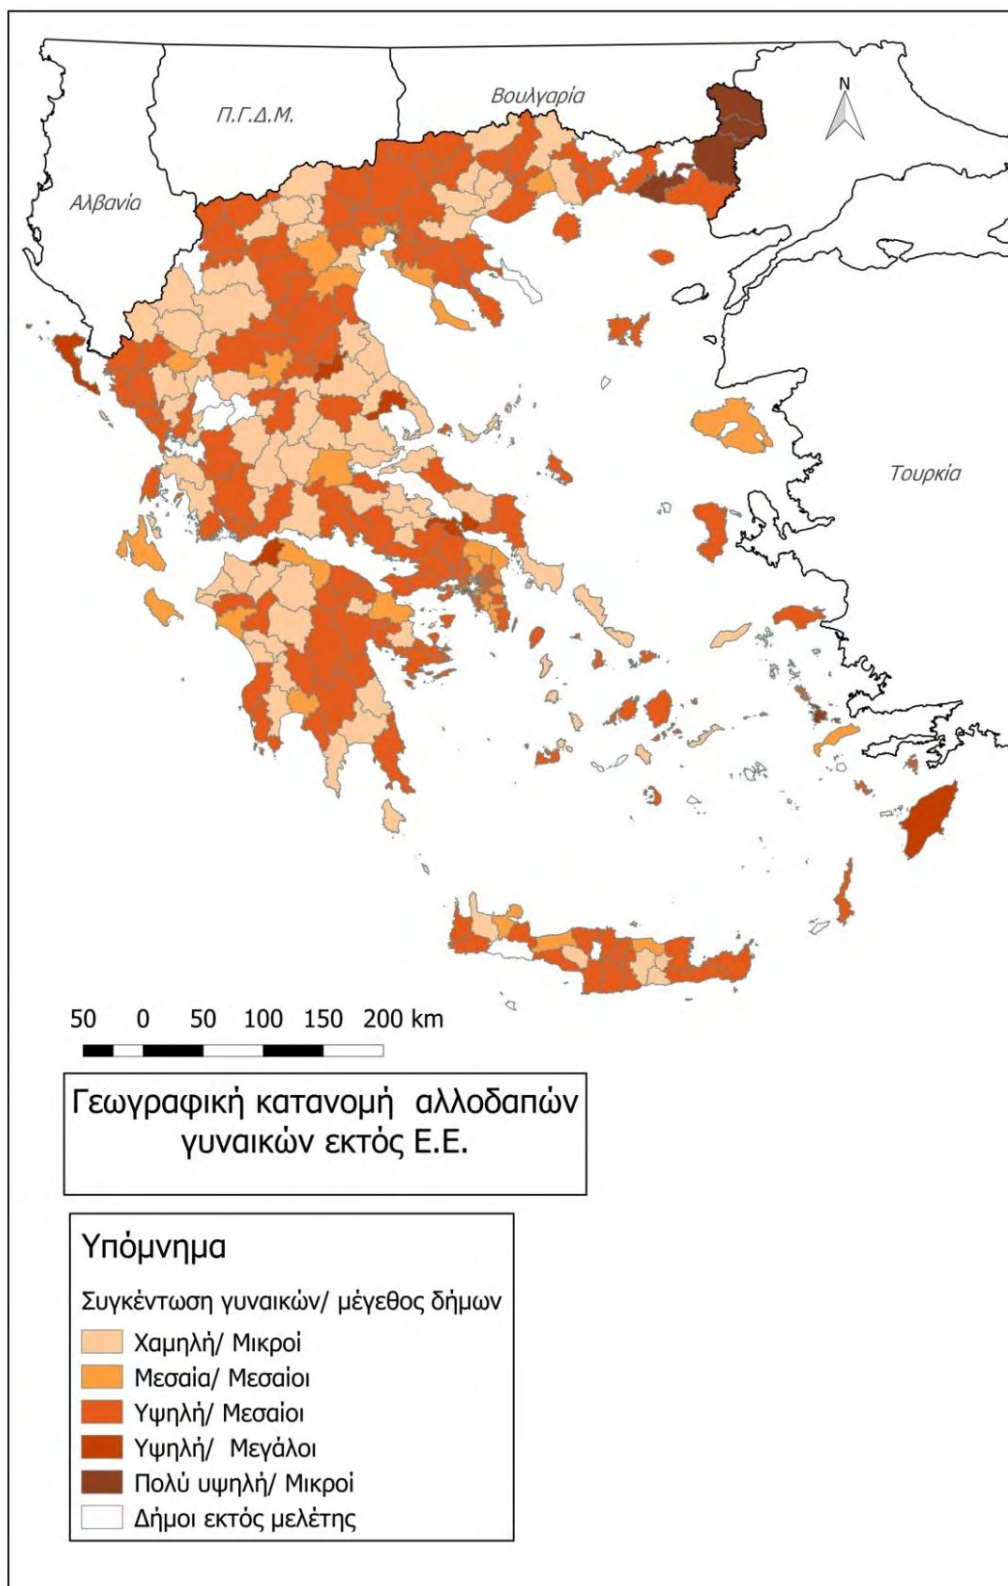 Βουλγαρία
Π.Γ.Δ.Μ.
N
Αλβανία
Τουρκία
50 0 50 100 150 200 km
Γεωγραφική κατανομή αλλοδαπών
γυναικών εκτός Ε.Ε.
Υπόμνημα
Συγκέντωση γυναικών/ μέγεθος δήμων
Χαμηλή/ Μικροί
Μεσαία/ Μεσαίοι
Υψηλή/ Μεσαίοι
Υψηλή/ Μεγάλοι
Πολύ υψηλή/ Μικροί
Δήμοι εκτός μελέτης